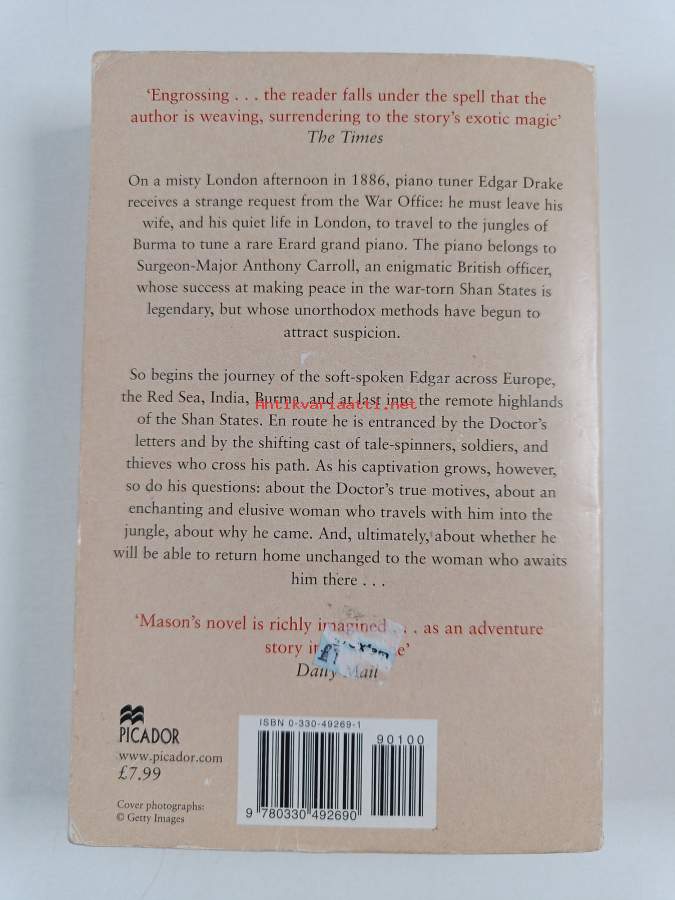 ‘Engrossing . . . the reader falls under the spell that the
author is weaving, surrendering to the story’s exotic magic’
The Times
On a misty London afternoon in 1886, piano tuner Edgar Drake
receives a strange request from the War Office: he must leave his
wife, and his quiet life in London, to travel to the jungles of
Burma to tune a rare Erard grand piano. The piano belongs to
Surgeon-Major Anthony Carroll, an enigmatic British officer,
whose success at making peace in the war-torn Shan States is
legendary, but whose unorthodox methods have begun to
attract suspicion.
So begins the journey of the soft-spoken Edgar across Europe,
the Red Sea, India, Burma, and at last into the remote highlands
Antikvariaatti.net
of the Shan States. En route he is entranced by the Doctor’s
letters and by the shifting cast of tale-spinners, soldiers, and
thieves who cross his path. As his captivation grows, however,
so do his questions: about the Doctor’s true motives, about an
enchanting and elusive woman who travels with him into the
jungle, about why he came. And, ultimately, about whether he
will be able to return home unchanged to the woman who awaits
him there . . .
‘Mason’s novel is richly imagined . . . as an adventure
story
£1
Daily Mail
PICADOR
www.picador.com
£7.99
Cover photographs:
© Getty Images
ISBN 0-330-49269-1
90100
9 780330 492690